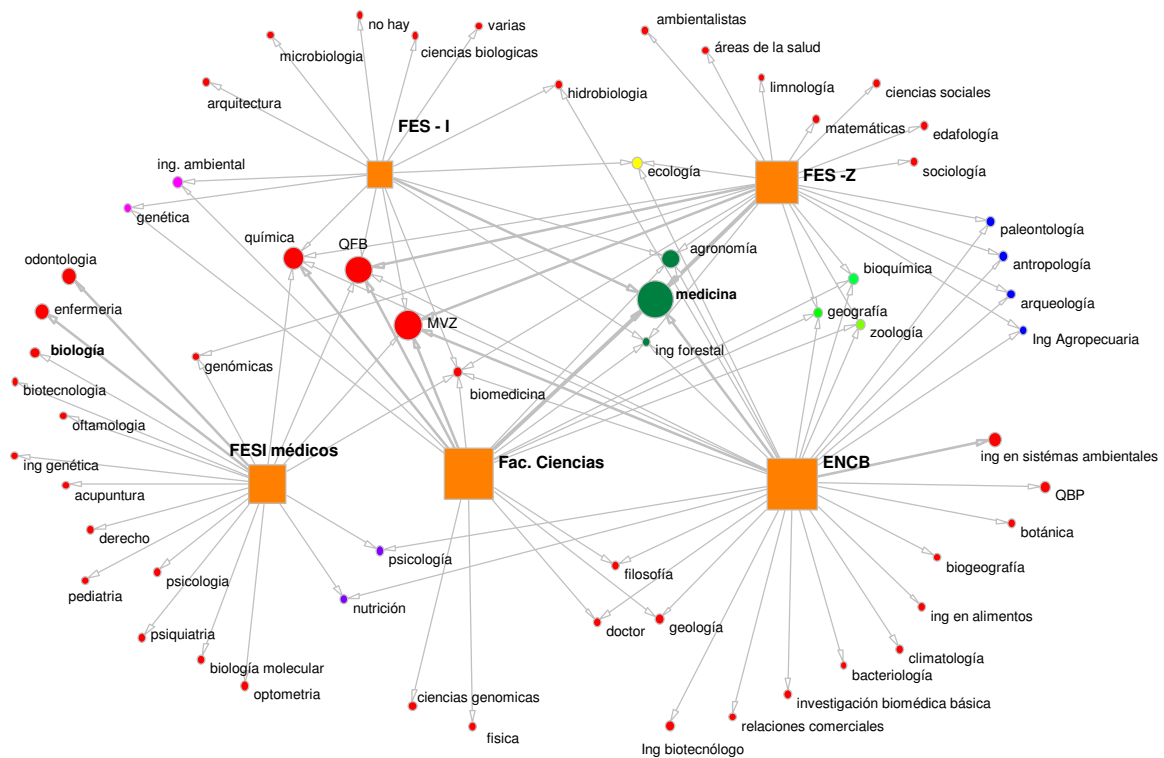 no hay
varias
ambientalistas
microbiologia
ciencias biologicas
áreas de la salud
arquitectura
hidrobiologia
limnología
ciencias sociales
FES - I
matemáticas
edafología
ing. ambiental
ecología
FES -Z
sociología
genética
química
QFB
agronomía
paleontología
odontologia
bioquímica
antropología
enfermeria
medicina
geografía
arqueología
MVZ
zoología
biología
genómicas
ing forestal
Ing Agropecuaria
biotecnología
biomedicina
oftamologia
FESI médicos
Fac. Ciencias
ENCB
ing en sistémas ambientales
ing genética
acupuntura
QBP
derecho
botánica
psicología
filosofía
biogeografía
pediatria
psicologia
nutrición
ing en alimentos
psiquiatria
doctor
geología
climatología
biología molecular
bacteriología
optometria
ciencias genomicas
investigación biomédica básica
relaciones comerciales
fisica
Ing biotecnólogo